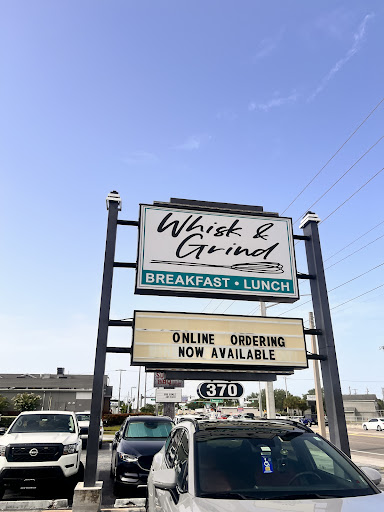 Whisk &
Grind
BREAKFAST • LUNCH
ONLINE ORDERING
NOW AVAILABLE
370